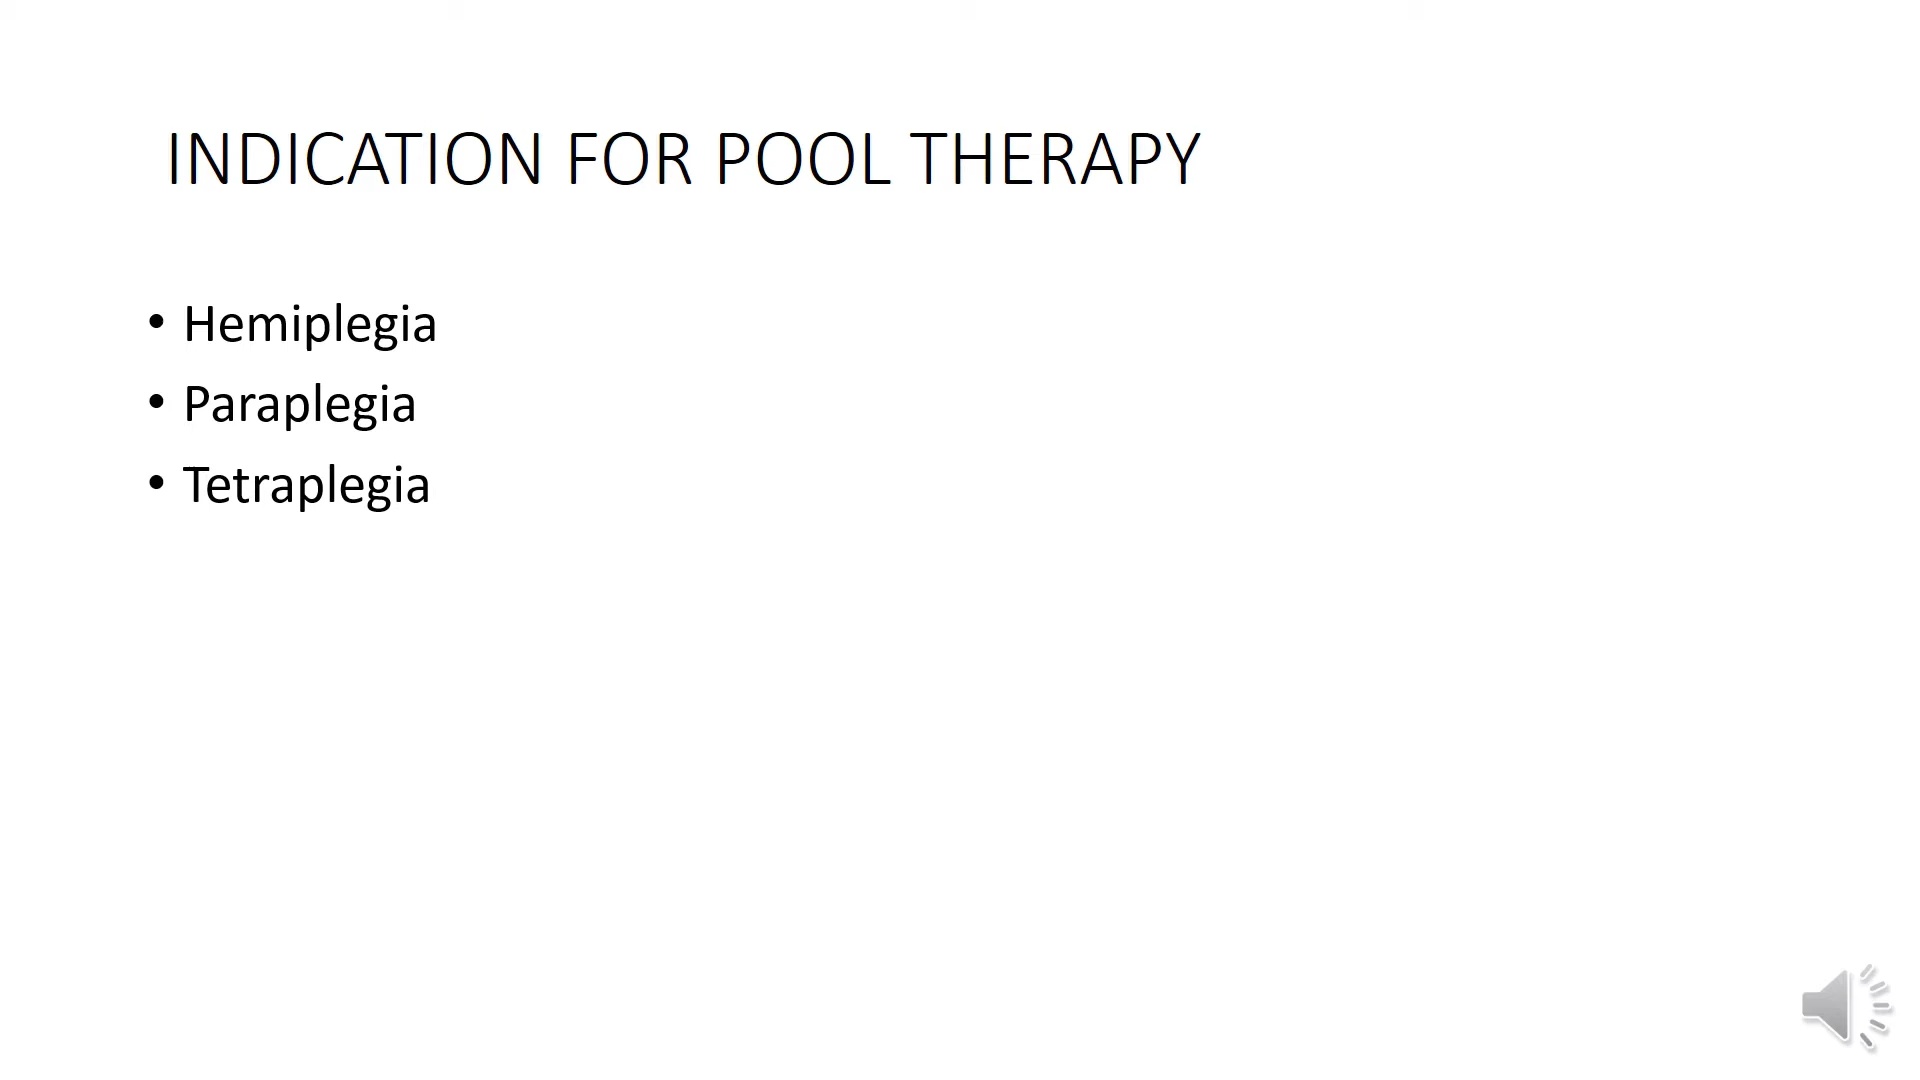 INDICATION FOR POOL THERAPY
• Hemiplegia
• Paraplegia
• Tetraplegia